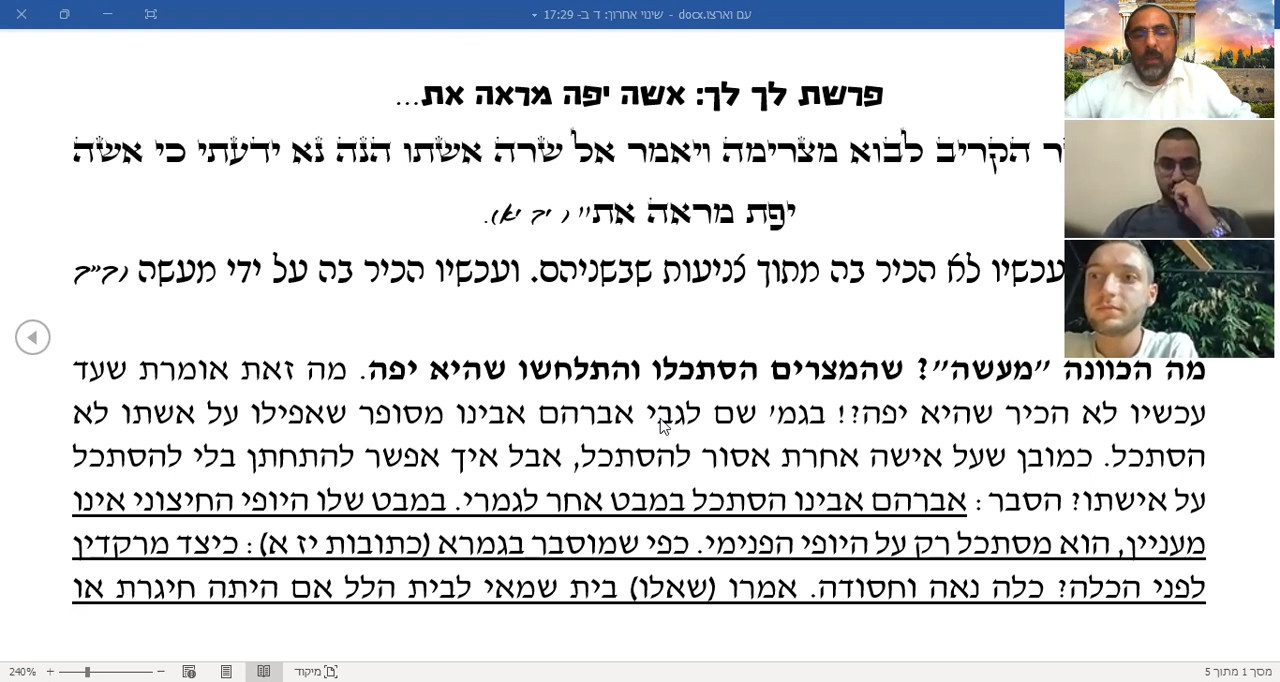 עם וארצו.docx - שינוי אחרון: ד ב- 17:29
פרשת לך לך: אשה יפה מראה את...
הקריב לבוא מצרימה ויאמר אל שרה אשתו הנה נא ידעתי כי אשה
יפת מראה את" ( יב יא).
עכשיו לא הכיר בה מתוך צניעות שבשניהם. ועכשיו הכיר בה על ידי מעשה (ב"ב
מה הכוונה "מעשה"? שהמצרים הסתכלו והתלחשו שהיא יפה. מה זאת אומרת שעד
עכשיו לא הכיר שהיא יפה?! בגמ' שם לגבי אברהם אבינו מסופר שאפילו על אשתו לא
הסתכל. כמובן שעל אישה אחרת אסור להסתכל, אבל איך אפשר להתחתן בלי להסתכל
על אישתו? הסבר: אברהם אבינו הסתכל במבט אחר לגמרי. במבט שלו היופי החיצוני אינו
מעניין, הוא מסתכל רק על היופי הפנימי. כפי שמוסבר בגמרא (כתובות יז א): כיצד מרקדין
לפני הכלה? כלה נאה וחסודה. אמרו (שאלו) בית שמאי לבית הלל אם היתה חיגרת או
מסך 1 מתוך 5
מיקוד
240%